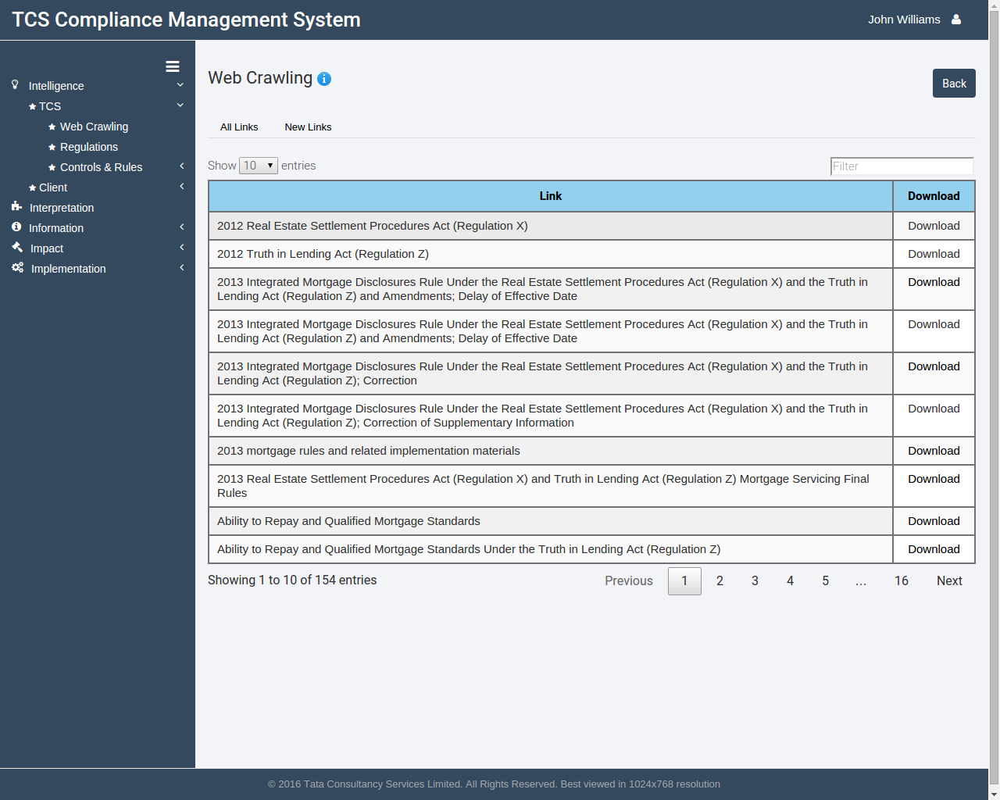 TCS Compliance Management System
John Williams
Intelligence
TCS
Web Crawling
Regulations
Controls & Rules
Client
Interpretation
Information
Impact
Implementation
Web Crawling
Back
All Links New Links
Show 10 entries
Filter
Link Download
2012 Real Estate Settlement Procedures Act (Regulation X) Download
2012 Truth in Lending Act (Regulation Z) Download
2013 Integrated Mortgage Disclosures Rule Under the Real Estate Settlement Procedures Act (Regulation X) and the Truth in Download
Lending Act (Regulation Z) and Amendments; Delay of Effective Date
2013 Integrated Mortgage Disclosures Rule Under the Real Estate Settlement Procedures Act (Regulation X) and the Truth in Download
Lending Act (Regulation Z) and Amendments; Delay of Effective Date
2013 Integrated Mortgage Disclosures Rule Under the Real Estate Settlement Procedures Act (Regulation X) and the Truth in Download
Lending Act (Regulation Z); Correction
2013 Integrated Mortgage Disclosures Rule Under the Real Estate Settlement Procedures Act (Regulation X) and the Truth in Download
Lending Act (Regulation Z); Correction of Supplementary Information
2013 mortgage rules and related implementation materials Download
2013 Real Estate Settlement Procedures Act (Regulation X) and Truth in Lending Act (Regulation Z) Mortgage Servicing Final Download
Rules
Ability to Repay and Qualified Mortgage Standards Download
Ability to Repay and Qualified Mortgage Standards Under the Truth in Lending Act (Regulation Z) Download
Showing 1 to 10 of 154 entries
Previous 1 2 3 4 5 … 16 Next
© 2016 Tata Consultancy Services Limited. All Rights Reserved. Best viewed in 1024x768 resolution